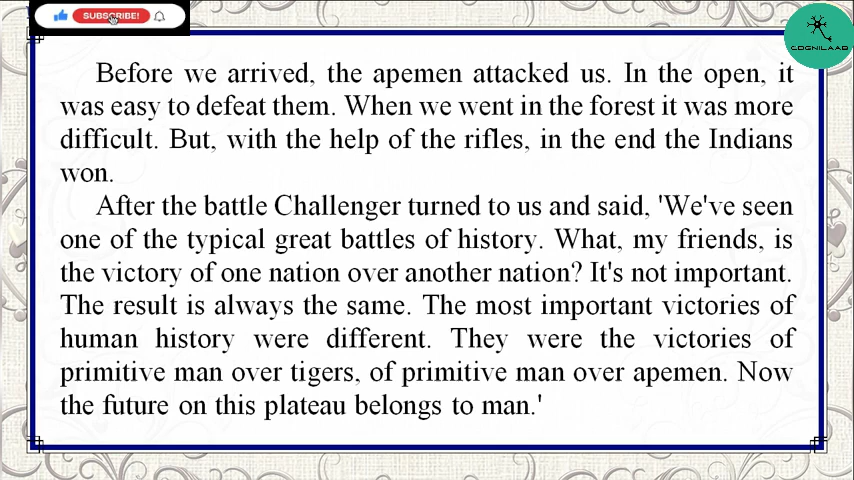 SUBSCRIBE!
COGNILAAB
Before we arrived, the apemen attacked us. In the open, it
was easy to defeat them. When we went in the forest it was more
difficult. But, with the help of the rifles, in the end the Indians
won.
After the battle Challenger turned to us and said, 'We've seen
one of the typical great battles of history. What, my friends, is
the victory of one nation over another nation? It's not important.
The result is always the same. The most important victories of
human history were different. They were the victories of
primitive man over tigers, of primitive man over apemen. Now
the future on this plateau belongs to man.'